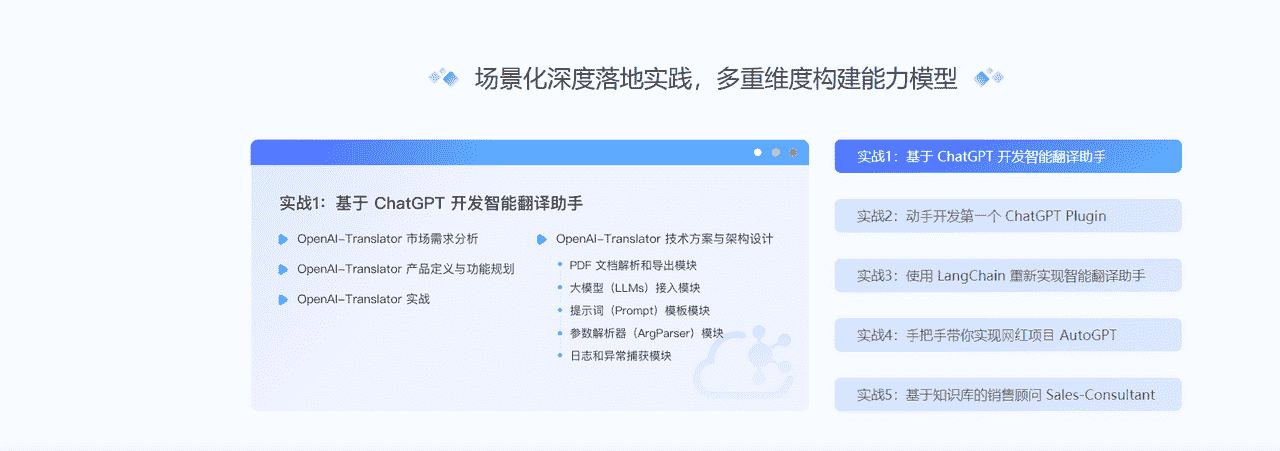 场景化深度落地实践，多重维度构建能力模型
实战1：基于 ChatGPT 开发智能翻译助手
OpenAI-Translator 市场需求分析
OpenAI-Translator 产品定义与功能规划
OpenAI-Translator 实战
OpenAI-Translator 技术方案与架构设计
PDF 文档解析和导出模块
大模型（LLMs）接入模块
提示词（Prompt）模板模块
参数解析器（ArgParser）模块
日志和异常捕获模块
实战1：基于 ChatGPT 开发智能翻译助手
实战2：动手开发第一个 ChatGPT Plugin
实战3：使用 LangChain 重新实现智能翻译助手
实战4：手把手带你实现网红项目 AutoGPT
实战5：基于知识库的销售顾问 Sales-Consultant